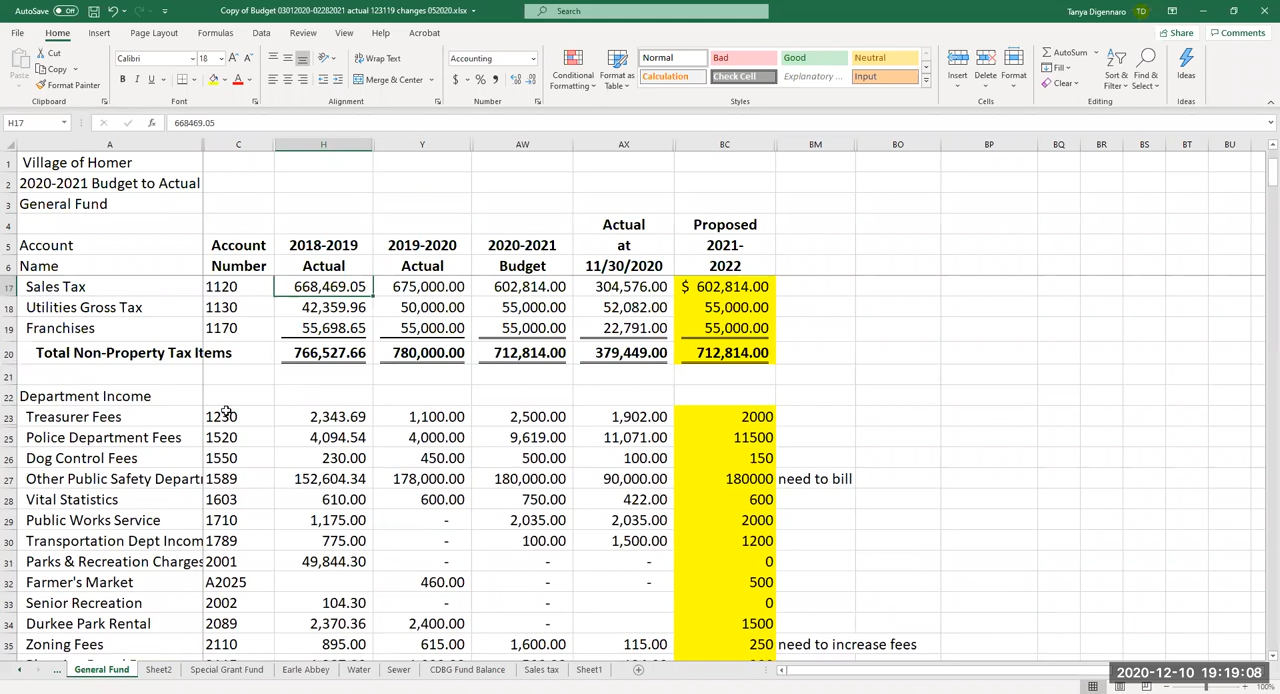 AutoSave Off Copy of Budget 03012020-02282021 actual 123119 changes 052020.xlsx Search Tanya Digennaro TD
File Home Insert Page Layout Formulas Data Review View Help Acrobat Share Comments
Paste Cut Copy Format Painter Calibri 18 Wrap Text Merge & Center Accounting Conditional Formatting Format as Table Normal Bad Good Neutral Calculation Check Cell Explanatory ... Input Insert Delete Format AutoSum Fill Clear Sort & Filter Find & Select Ideas
Clipboard Font Alignment Number Styles Cells Editing Ideas
H17 fx 668469.05
A C H Y AW AX BC BM BO BP BQ BR BS BT BU
1 Village of Homer
2 2020-2021 Budget to Actual
3 General Fund
4 Actual Proposed
5 Account Account 2018-2019 2019-2020 2020-2021 at 2021-
6 Name Number Actual Actual Budget 11/30/2020 2022
17 Sales Tax 1120 668,469.05 675,000.00 602,814.00 304,576.00 $ 602,814.00
18 Utilities Gross Tax 1130 42,359.96 50,000.00 55,000.00 52,082.00 55,000.00
19 Franchises 1170 55,698.65 55,000.00 55,000.00 22,791.00 55,000.00
20 Total Non-Property Tax Items 766,527.66 780,000.00 712,814.00 379,449.00 712,814.00
21
22 Department Income
23 Treasurer Fees 1230 2,343.69 1,100.00 2,500.00 1,902.00 2000
25 Police Department Fees 1520 4,094.54 4,000.00 9,619.00 11,071.00 11500
26 Dog Control Fees 1550 230.00 450.00 500.00 100.00 150
27 Other Public Safety Depart 1589 152,604.34 178,000.00 180,000.00 90,000.00 180000 need to bill
28 Vital Statistics 1603 610.00 600.00 750.00 422.00 600
29 Public Works Service 1710 1,175.00 - 2,035.00 2,035.00 2000
30 Transportation Dept Incom 1789 775.00 - 100.00 1,500.00 1200
31 Parks & Recreation Charges 2001 49,844.30 - - - 0
32 Farmer's Market A2025 460.00 - - 500
33 Senior Recreation 2002 104.30 - - 0
34 Durkee Park Rental 2089 2,370.36 2,400.00 - 1500
35 Zoning Fees 2110 895.00 615.00 1,600.00 115.00 250 need to increase fees
... General Fund Sheet2 Special Grant Fund Earle Abbey Water Sewer CDBG Fund Balance Sales tax Sheet1
2020-12-10 19:19:08
100%